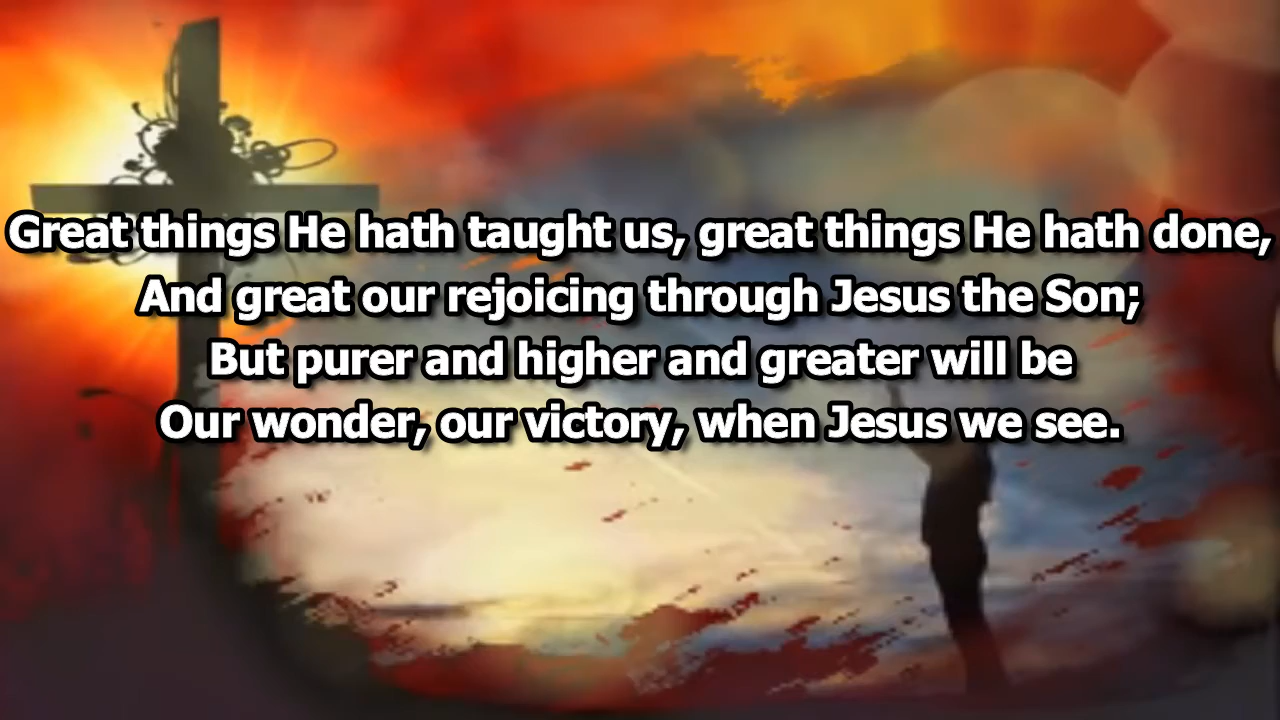 Great things He hath taught us, great things He hath done,
And great our rejoicing through Jesus the Son;
But purer and higher and greater will be
Our wonder, our victory, when Jesus we see.